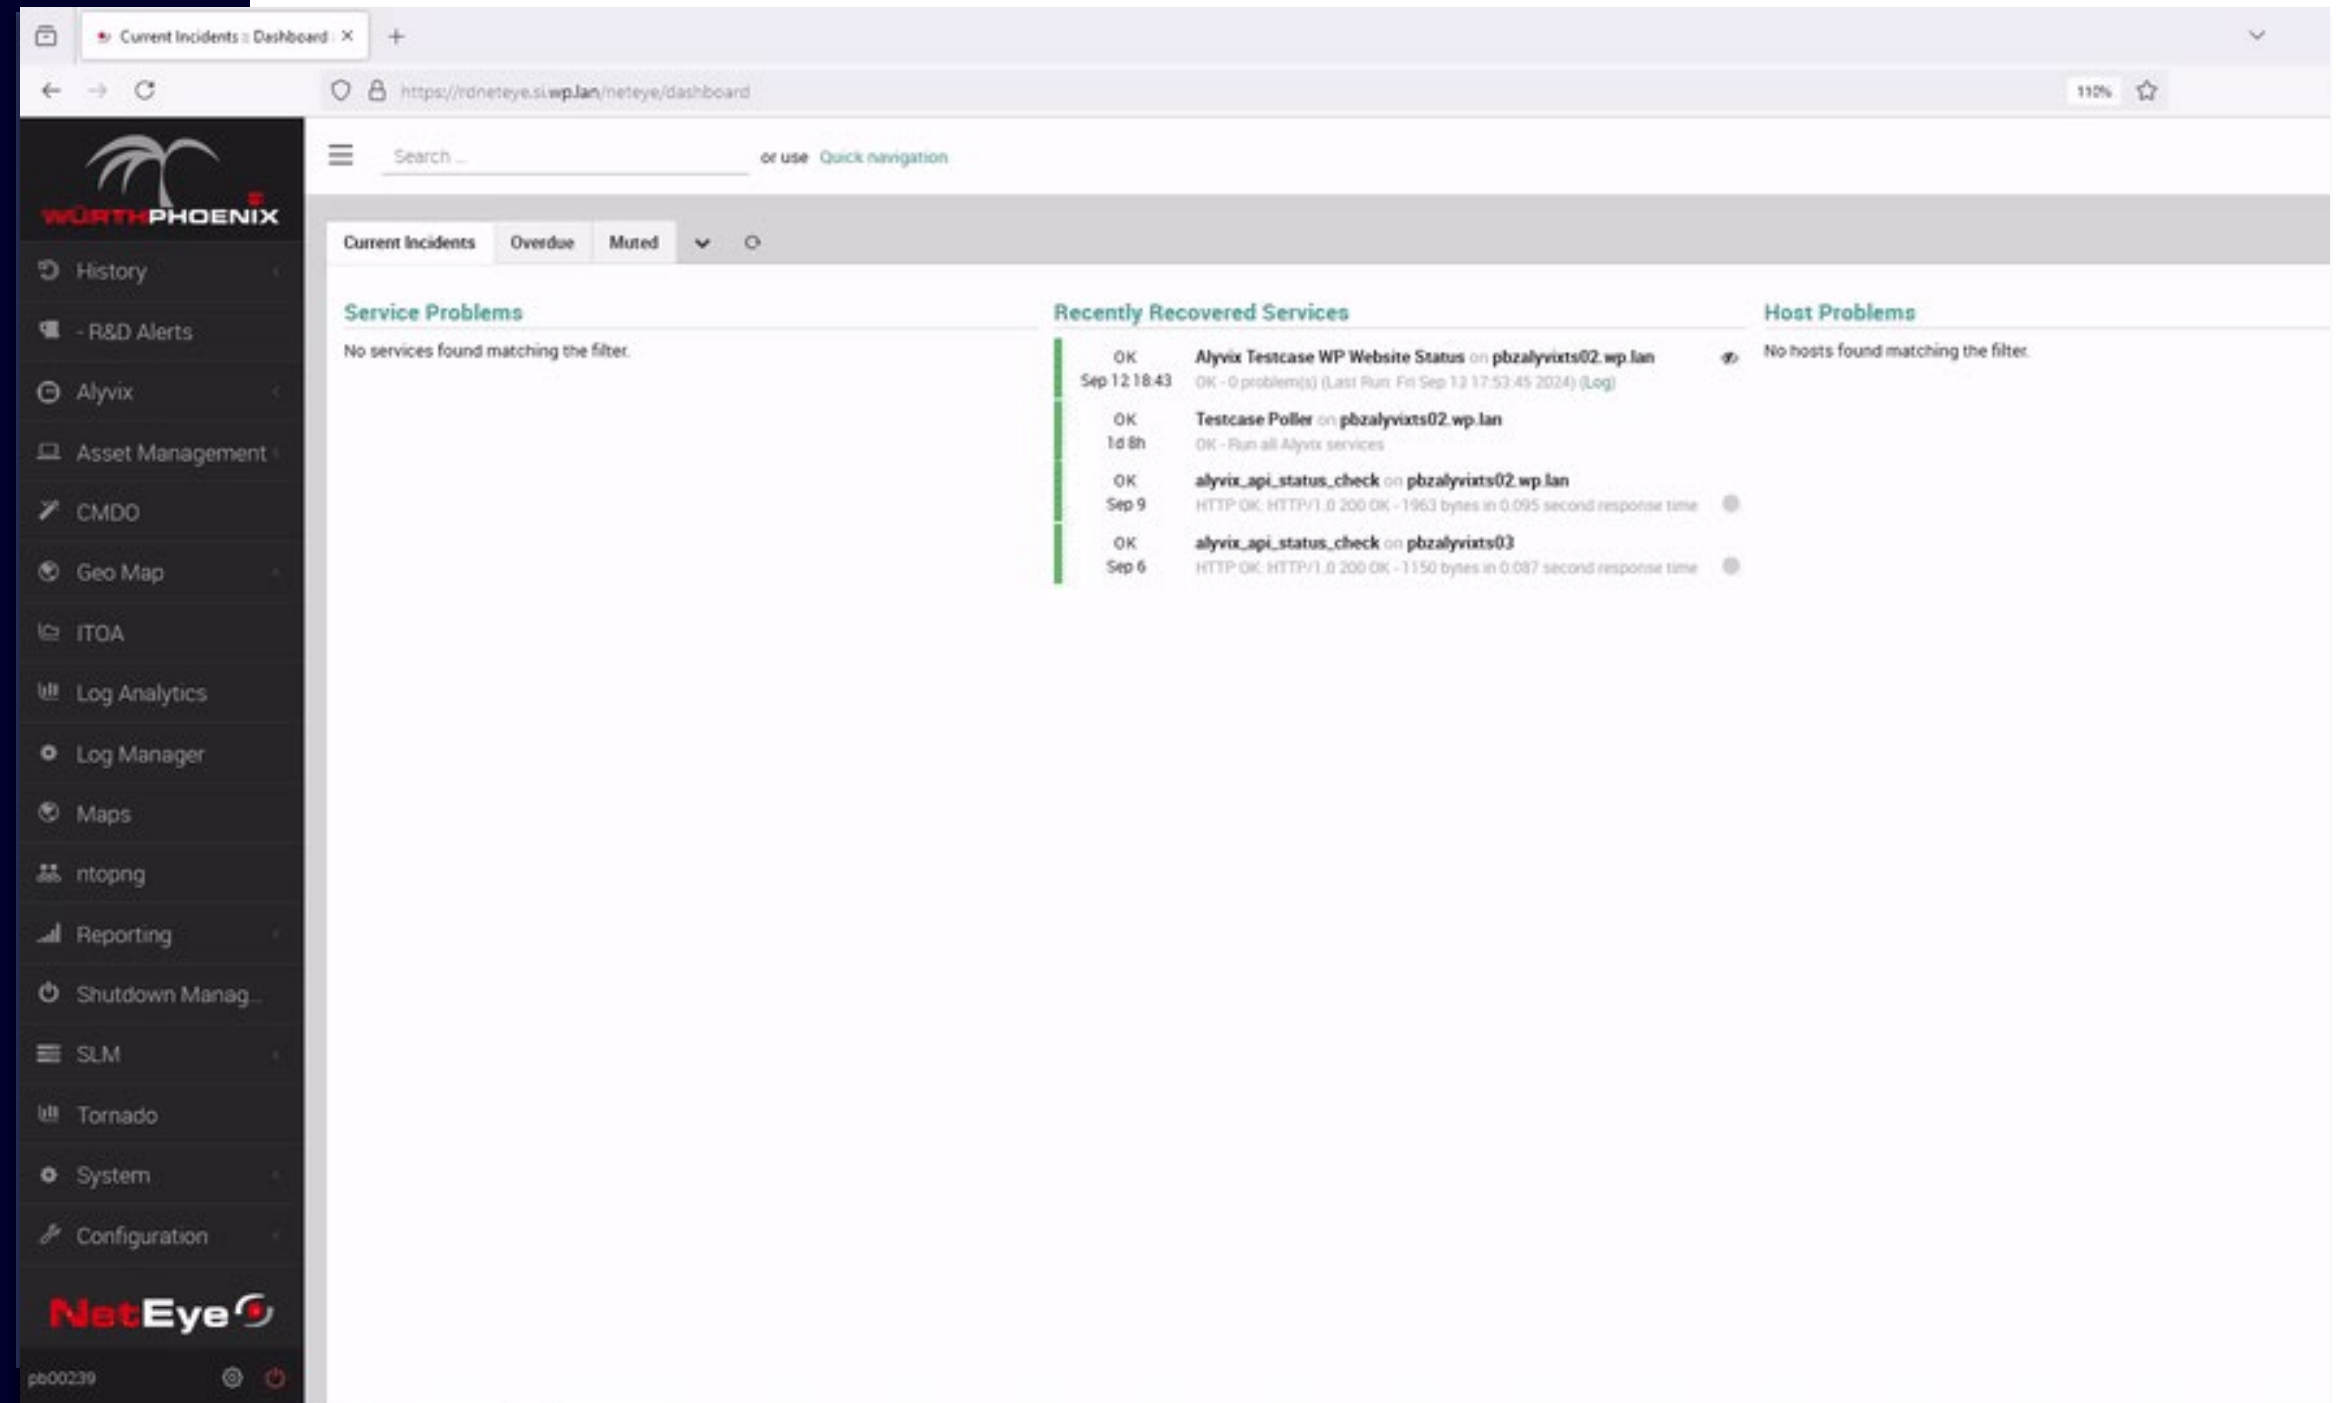 Current Incidents :: Dashboard
https://rdneteye.si.wp.lan/neteye/dashboard
110%
Search ...
or use Quick navigation
WÜRTHPHOENIX
Current Incidents
Overdue
Muted
History
- R&D Alerts
Alyvix
Asset Management
CMDO
Geo Map
ITOA
Log Analytics
Log Manager
Maps
ntopng
Reporting
Shutdown Manag...
SLM
Tornado
System
Configuration
NetEye
pb00239
Service Problems
No services found matching the filter.
Recently Recovered Services
OK Alyvix Testcase WP Website Status on pbzalyvixts02.wp.lan
Sep 12 18:43 OK - 0 problem(s) (Last Run: Fri Sep 13 17:53:45 2024) (Log)
OK Testcase Poller on pbzalyvixts02.wp.lan
1d 8h OK - Run all Alyvix services
OK alyvix_api_status_check on pbzalyvixts02.wp.lan
Sep 9 HTTP OK: HTTP/1.0 200 OK - 1963 bytes in 0.095 second response time
OK alyvix_api_status_check on pbzalyvixts03
Sep 6 HTTP OK: HTTP/1.0 200 OK - 1150 bytes in 0.087 second response time
Host Problems
No hosts found matching the filter.